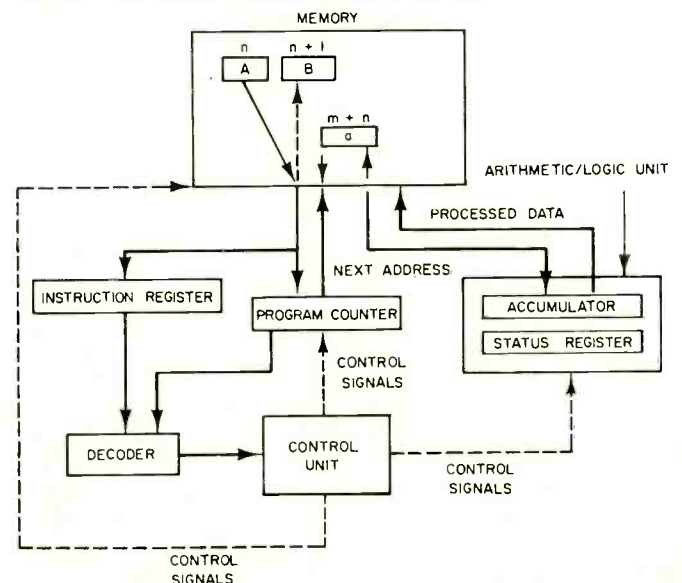 MEMORY
n
n + 1
A
B
m + n
a
ARITHMETIC/LOGIC UNIT
PROCESSED DATA
NEXT ADDRESS
INSTRUCTION REGISTER
PROGRAM COUNTER
ACCUMULATOR
STATUS REGISTER
CONTROL
SIGNALS
DECODER
CONTROL
UNIT
CONTROL
SIGNALS
CONTROL
SIGNALS